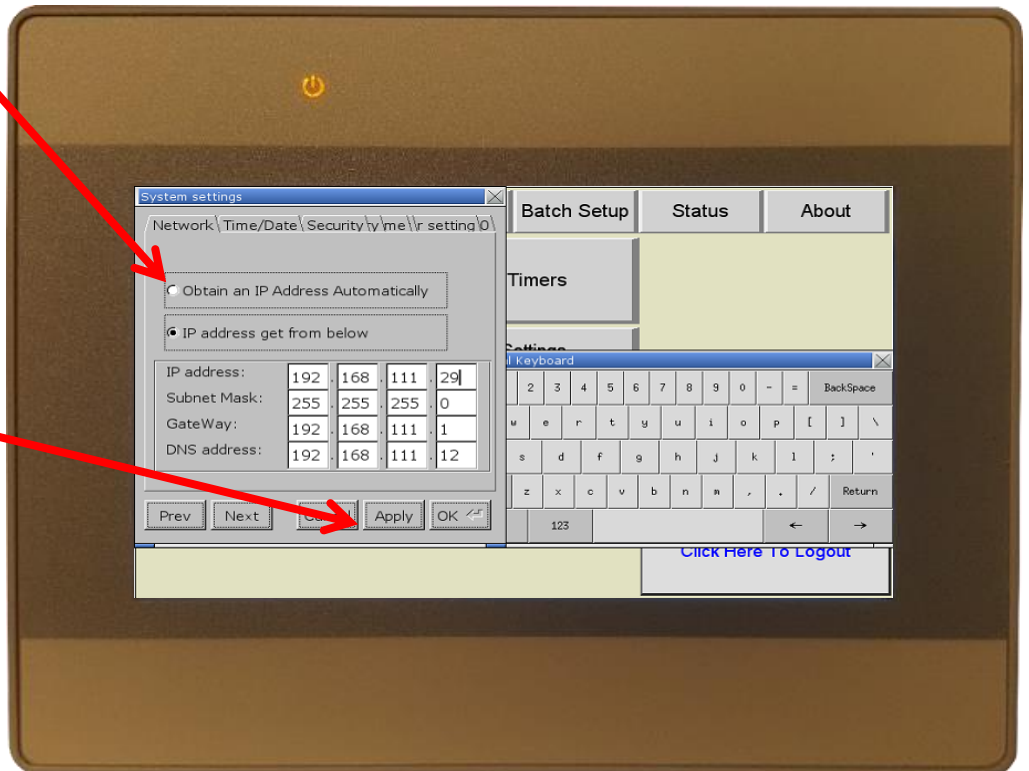 System settings
Network Time/Date Security y me r setting 0
Obtain an IP Address Automatically
IP address get from below
IP address: 192 . 168 . 111 . 29
Subnet Mask: 255 . 255 . 255 . 0
GateWay: 192 . 168 . 111 . 1
DNS address: 192 . 168 . 111 . 12
Prev Next Apply OK
Batch Setup Status About
Timers
Keyboard
2 3 4 5 6 7 8 9 0 - = BackSpace
w e r t y u i o p [ ] \
s d f g h j k l ; '
z x c v b n m , . / Return
123 ← →
Click Here To Logout